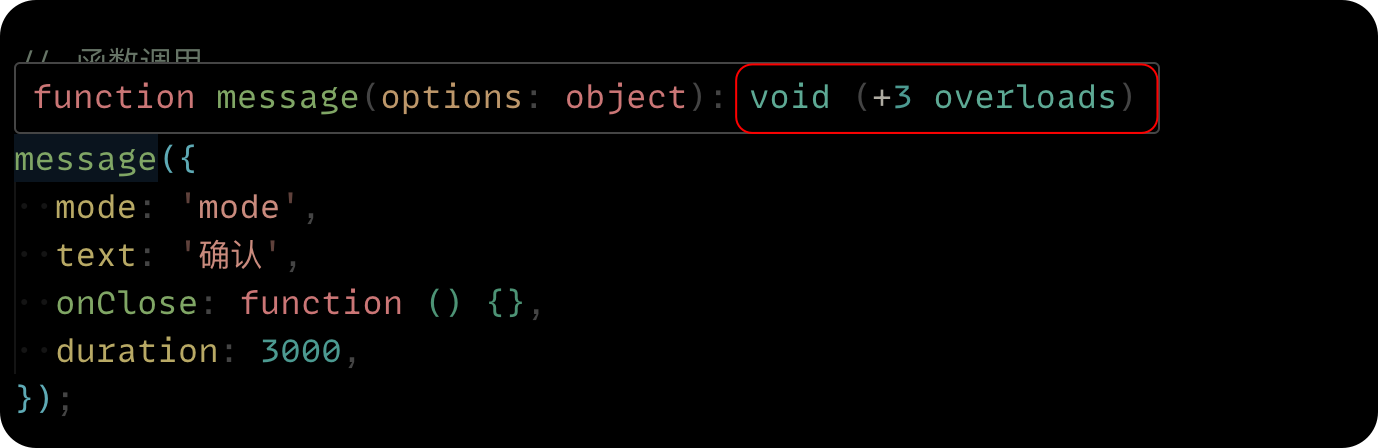 // 函数调用
function message(options: object): void (+3 overloads)
message({
  mode: 'mode',
  text: '确认',
  onClose: function () {},
  duration: 3000,
});